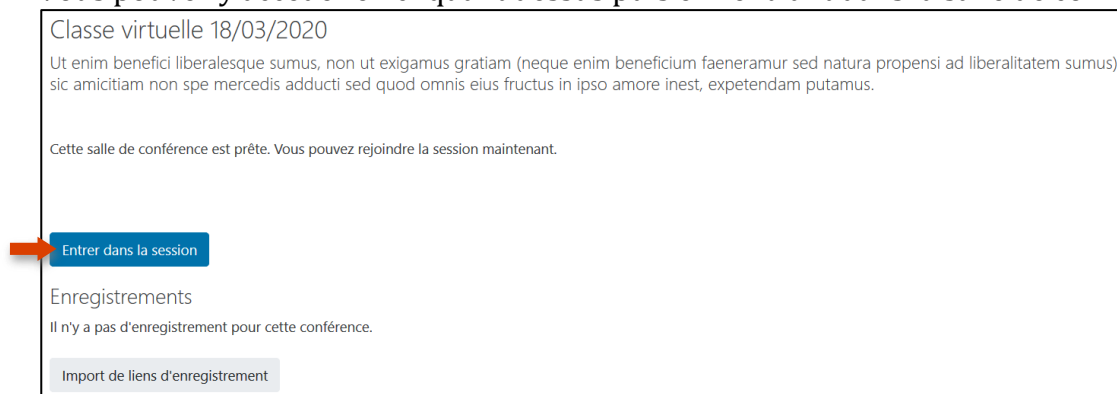 Classe virtuelle 18/03/2020
Ut enim benefici liberalesque sumus, non ut exigamus gratiam (neque enim beneficium faeneramur sed natura propensi ad liberalitatem sumus)
sic amicitiam non spe mercedis adducti sed quod omnis eius fructus in ipso amore inest, expetendam putamus.
Cette salle de conférence est prête. Vous pouvez rejoindre la session maintenant.
Entrer dans la session
Enregistrements
Il n'y a pas d'enregistrement pour cette conférence.
Import de liens d'enregistrement